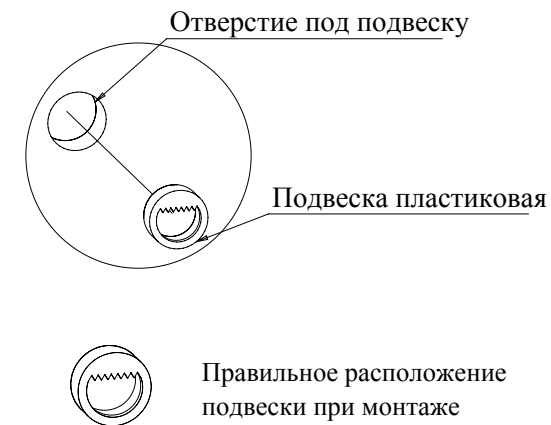 Отверстие под подвеску
Подвеска пластиковая
Правильное расположение
подвески при монтаже